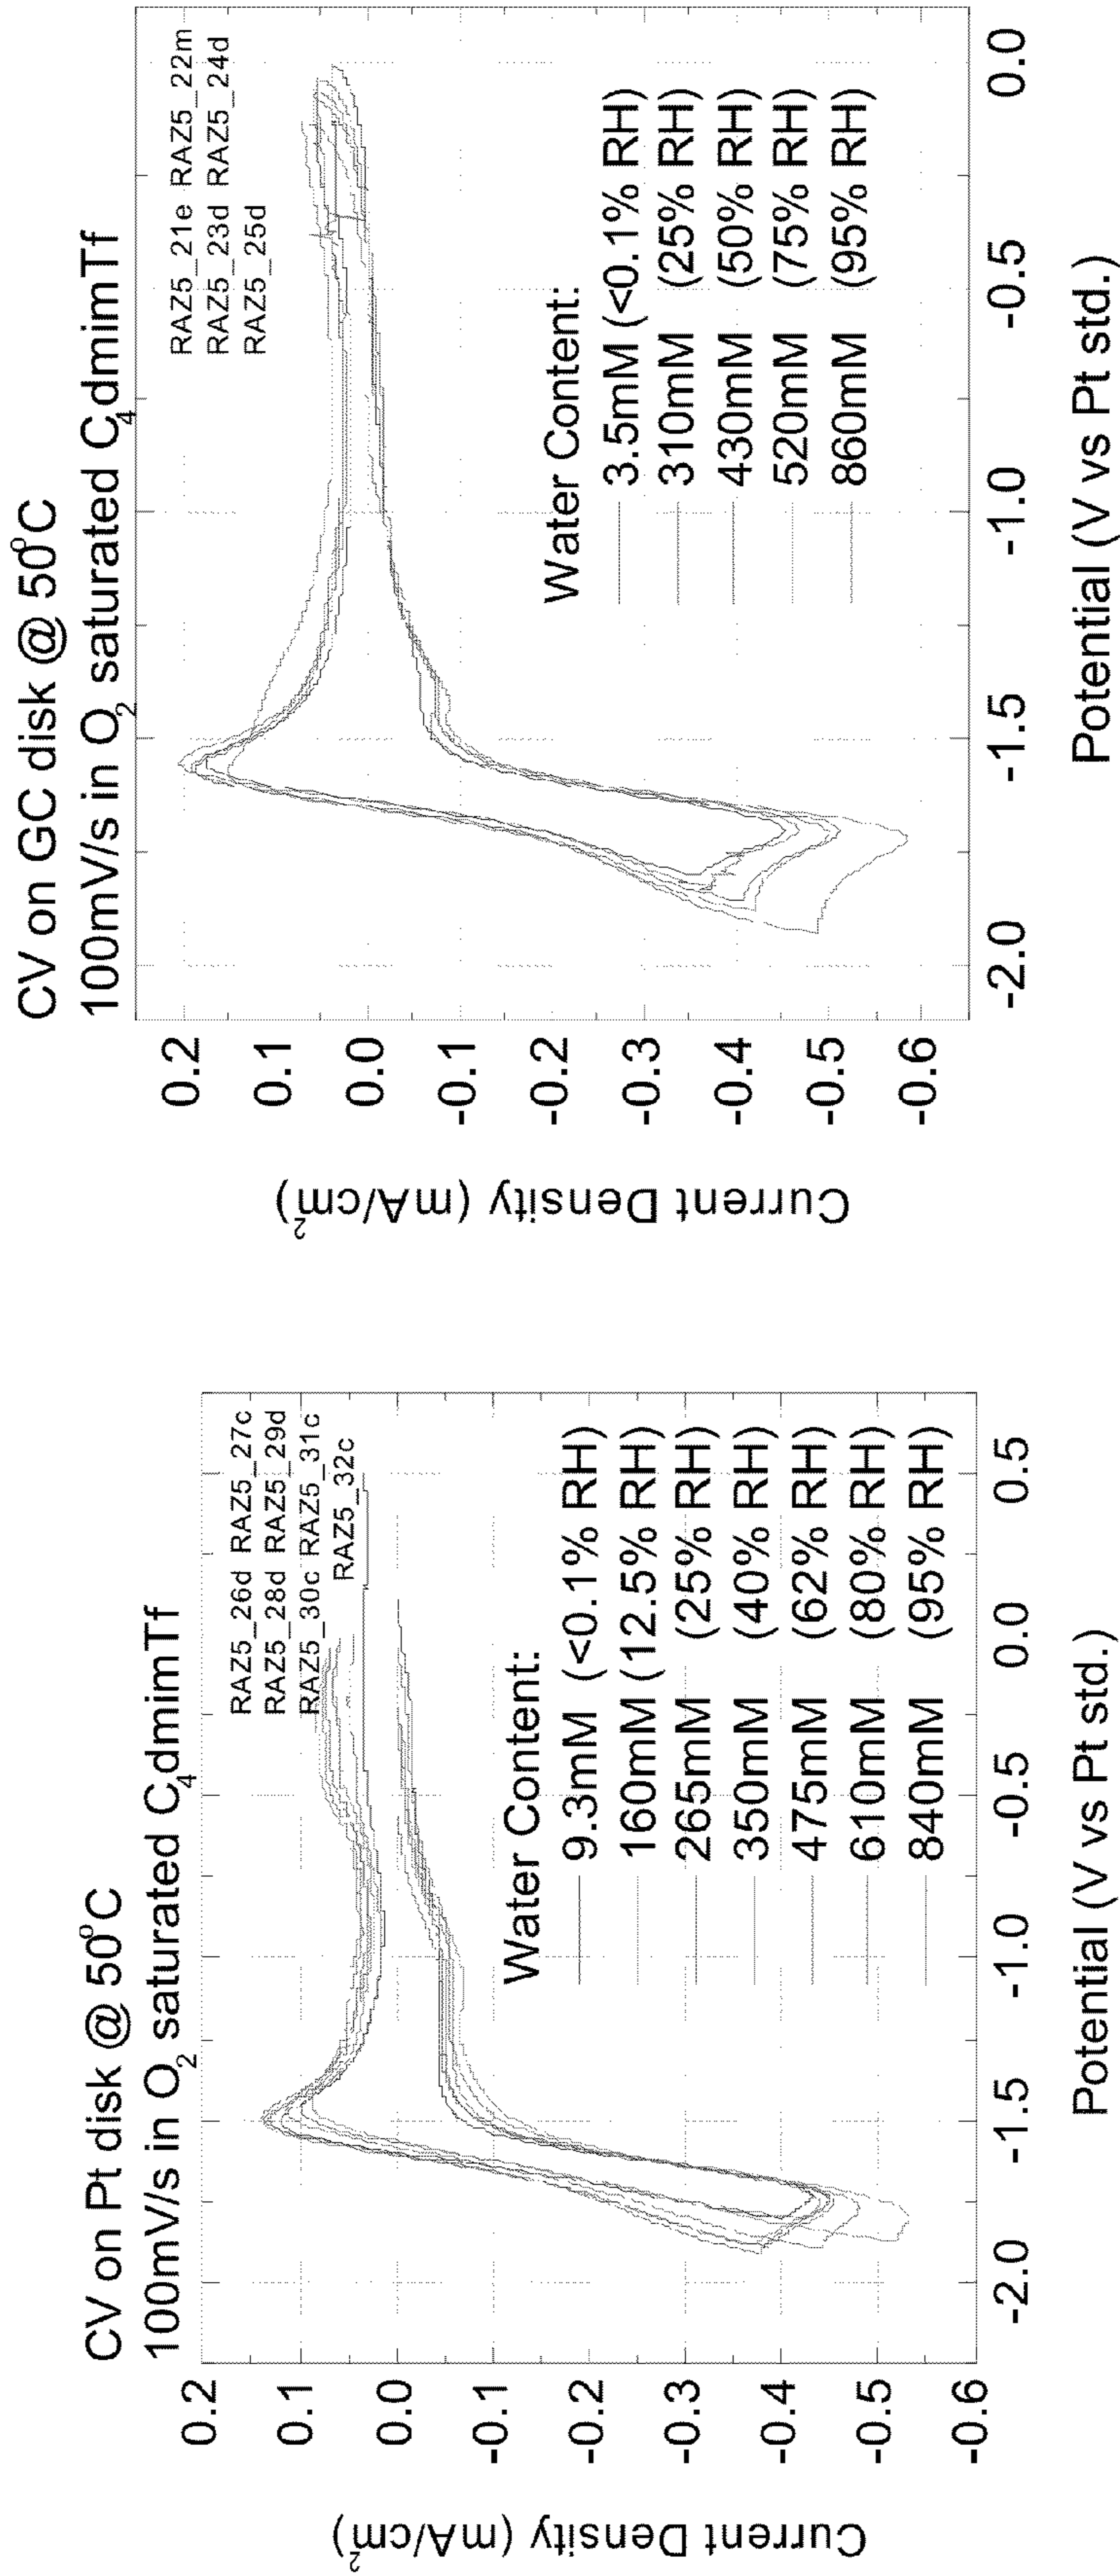 CV on Pt disk @ 50°C
100mV/s in O2 saturated C4dmimTf
RAZ5_26d RAZ5_27c
RAZ5_28d RAZ5_29d
RAZ5_30c RAZ5_31c
RAZ5_32c
0.2
0.1
0.0
-0.1
-0.2
-0.3
-0.4
-0.5
-0.6
Current Density (mA/cm2)
Water Content:
9.3mM (<0.1% RH)
160mM (12.5% RH)
265mM (25% RH)
350mM (40% RH)
475mM (62% RH)
610mM (80% RH)
840mM (95% RH)
-2.0 -1.5 -1.0 -0.5 0.0 0.5
Potential (V vs Pt std.)
CV on GC disk @ 50°C
100mV/s in O2 saturated C4dmimTf
RAZ5_21e RAZ5_22m
RAZ5_23d RAZ5_24d
RAZ5_25d
0.2
0.1
0.0
-0.1
-0.2
-0.3
-0.4
-0.5
-0.6
Current Density (mA/cm2)
Water Content:
3.5mM (<0.1% RH)
310mM (25% RH)
430mM (50% RH)
520mM (75% RH)
860mM (95% RH)
-2.0 -1.5 -1.0 -0.5 0.0
Potential (V vs Pt std.)